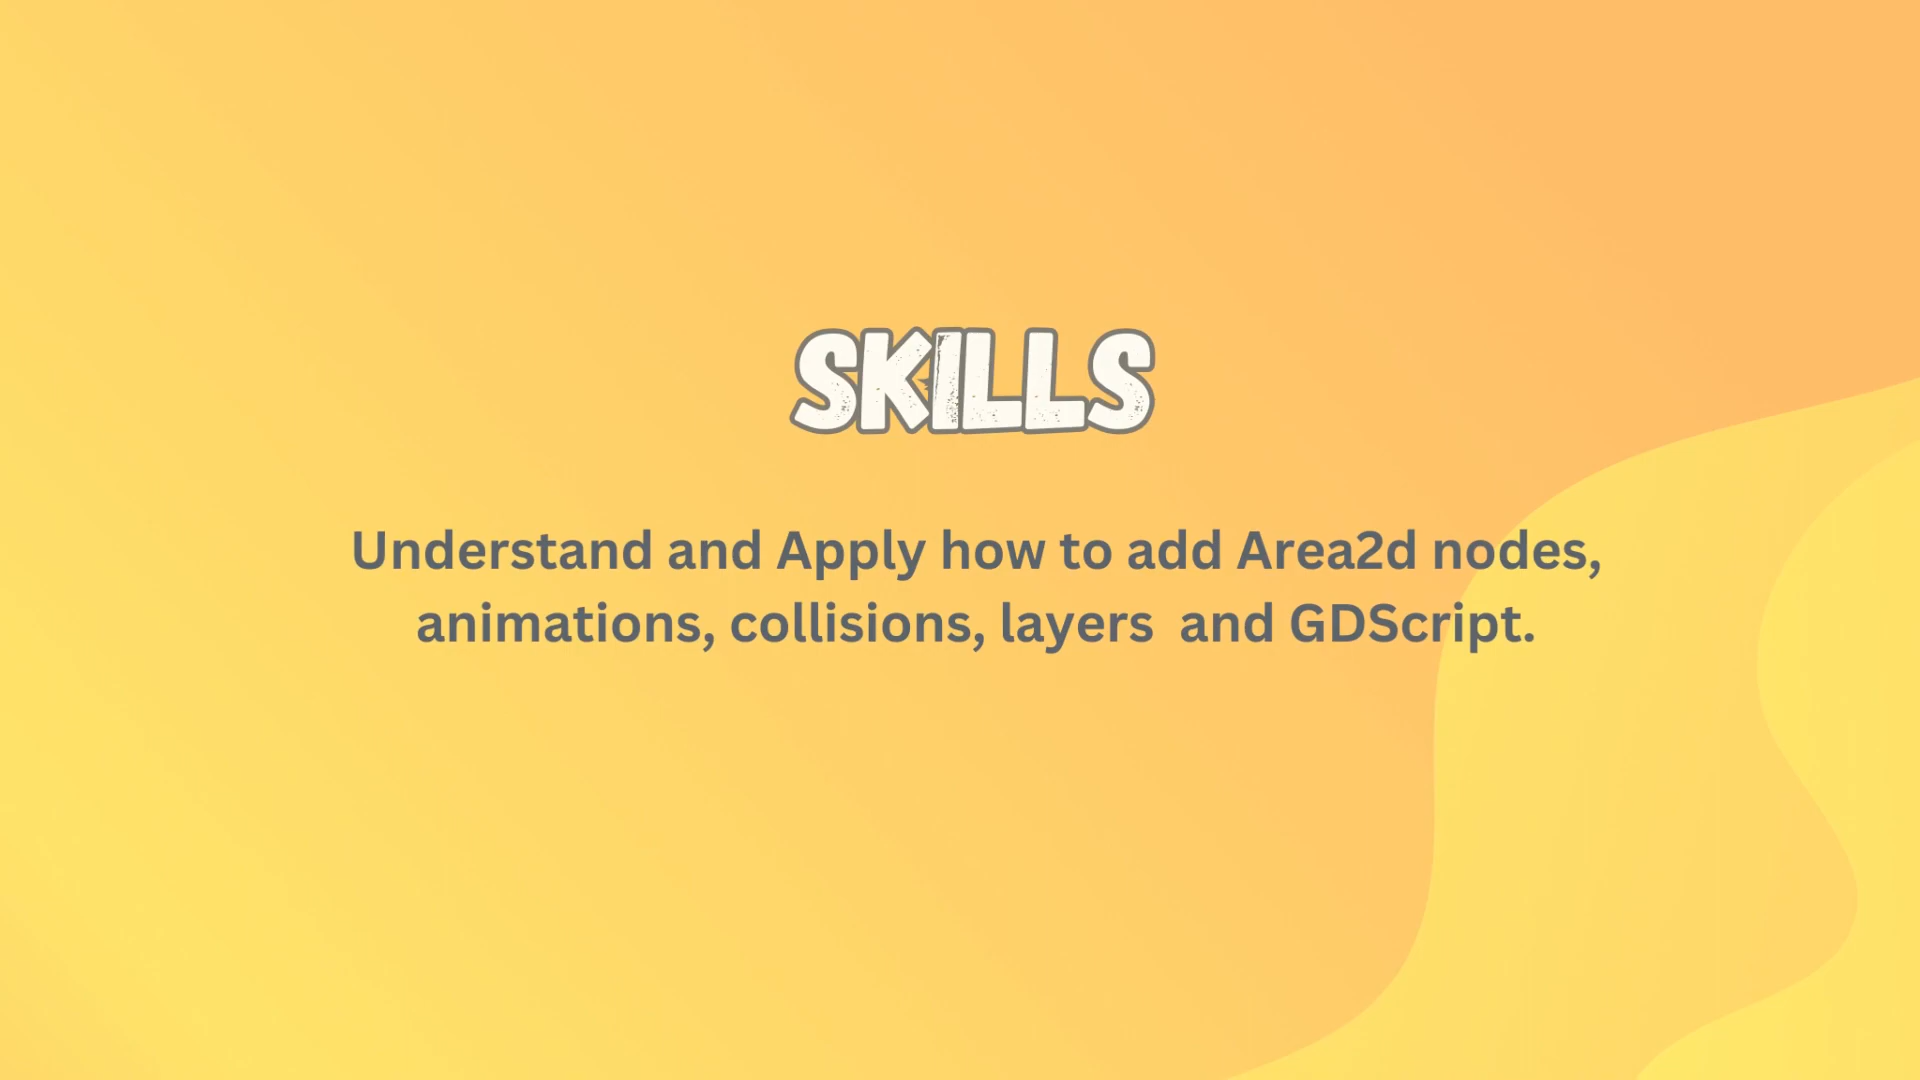 SKILLS
Understand and Apply how to add Area2d nodes,
animations, collisions, layers  and GDScript.